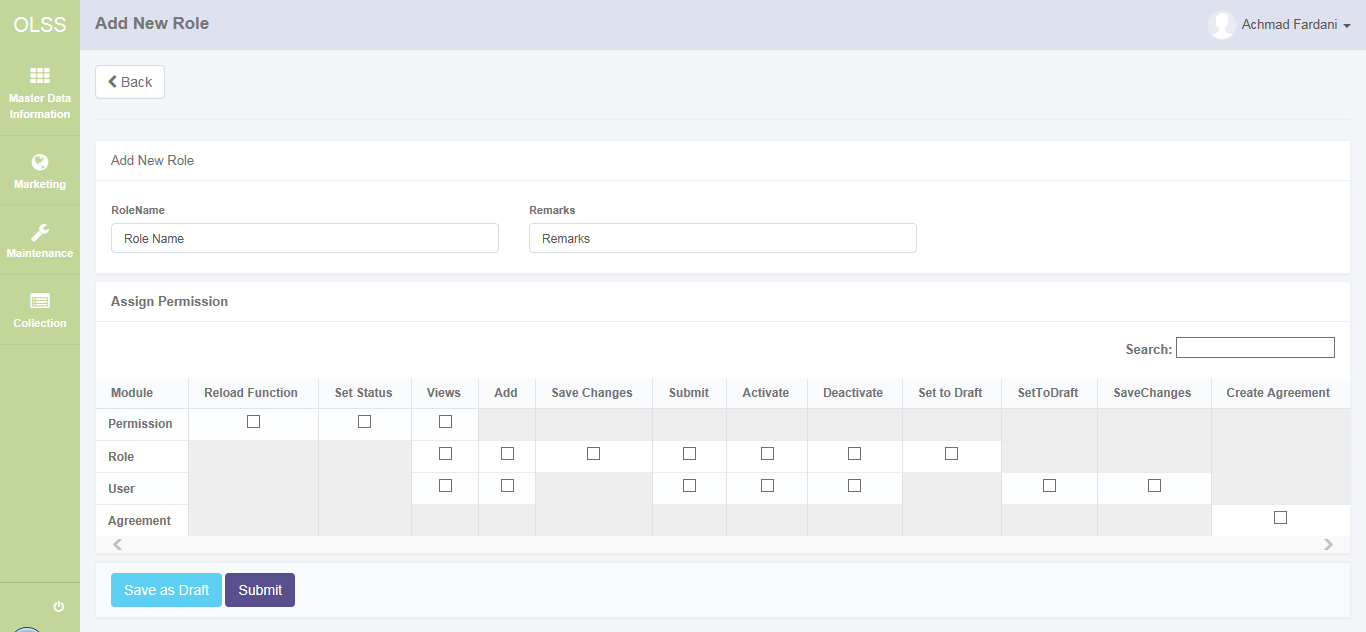 OLSS
Add New Role
Achmad Fardani
Master Data
Information
Marketing
Maintenance
Collection
Back
Add New Role
RoleName
Remarks
Role Name
Remarks
Assign Permission
Search:
Module Reload Function Set Status Views Add Save Changes Submit Activate Deactivate Set to Draft SetToDraft SaveChanges Create Agreement
Permission
Role
User
Agreement
Save as Draft
Submit